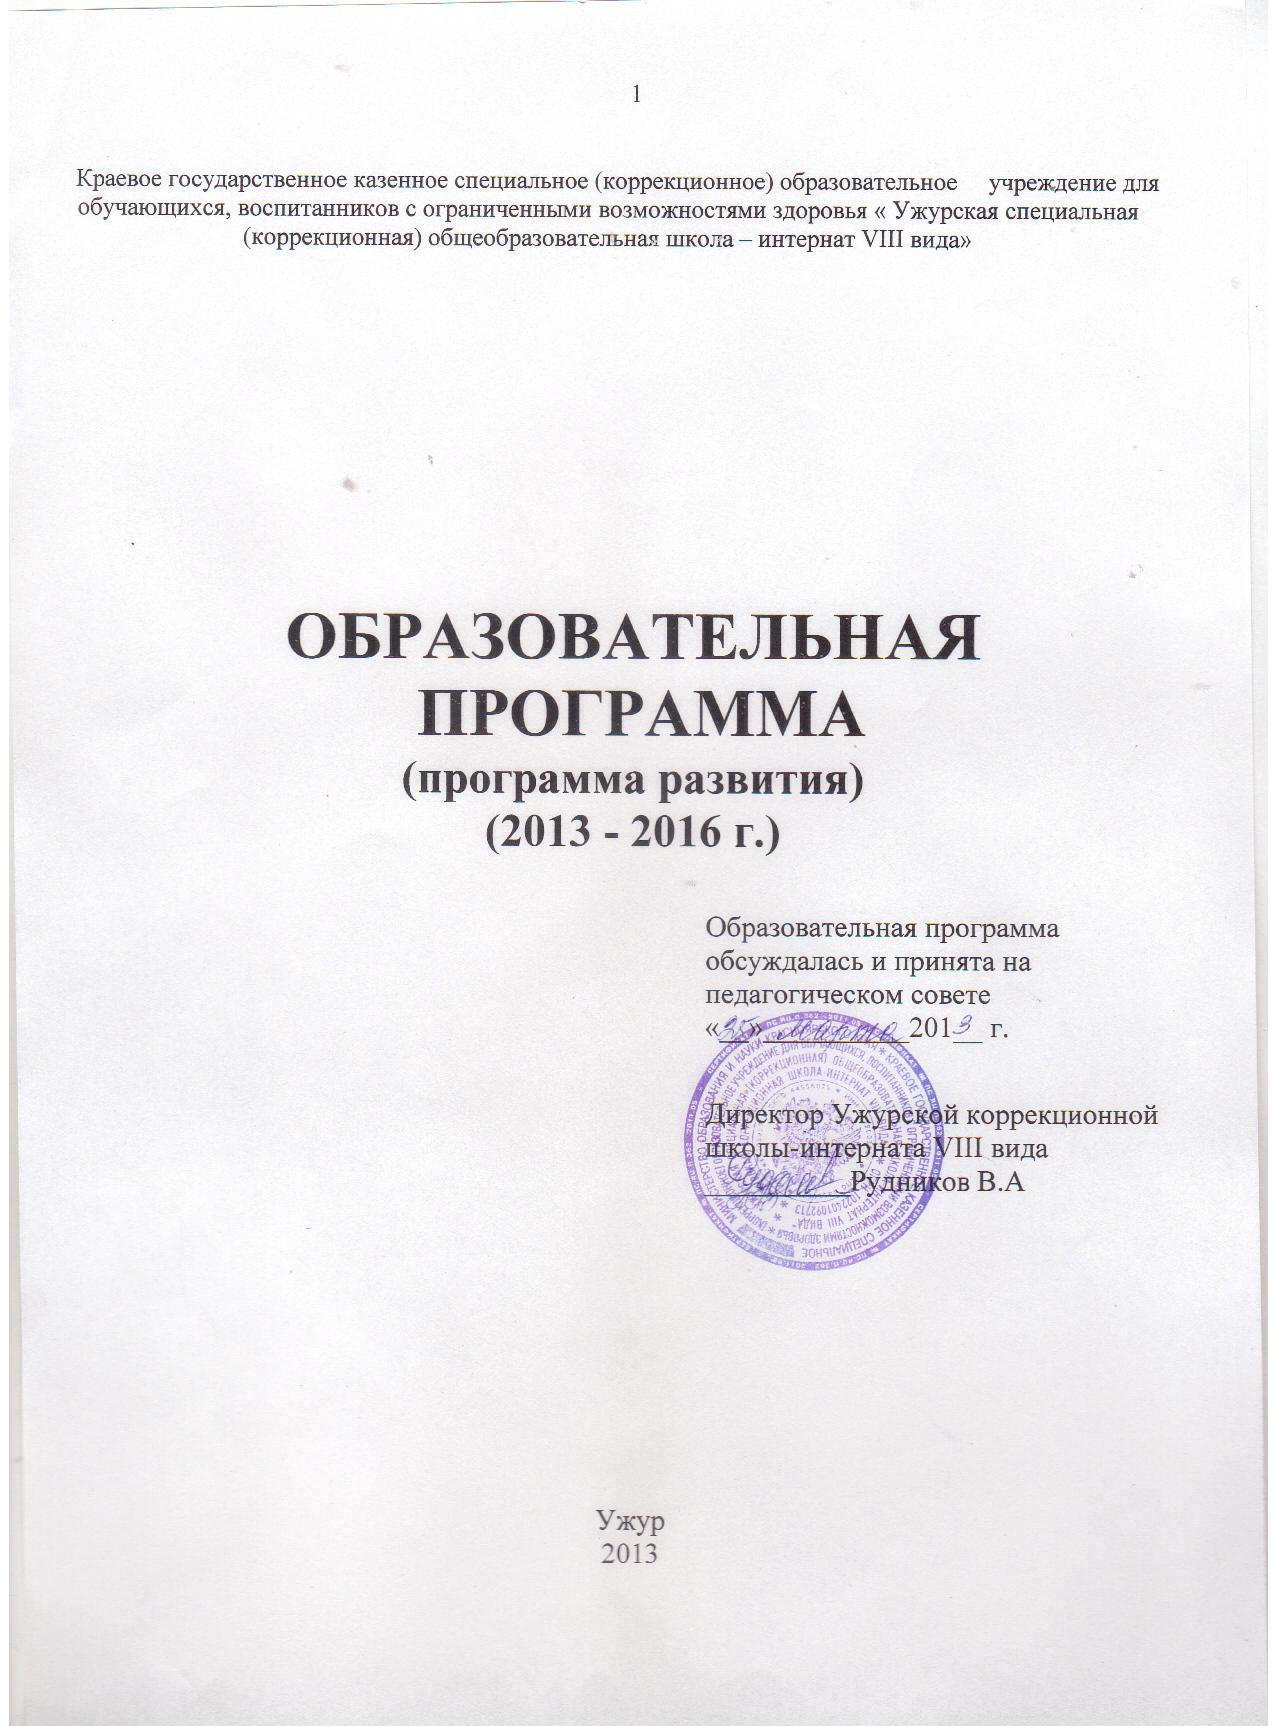 1
Краевое государственное казенное специальное (коррекционное) образовательное учреждение для
обучающихся, воспитанников с ограниченными возможностями здоровья « Ужурская специальная
(коррекционная) общеобразовательная школа – интернат VIII вида»
ОБРАЗОВАТЕЛЬНАЯ
ПРОГРАММА
(программа развития)
(2013 - 2016 г.)
Образовательная программа
обсуждалась и принята на
педагогическом совете
«25» марта 2013 г.
Директор Ужурской коррекционной
школы-интерната VIII вида
Рудников В.А
Ужур
2013